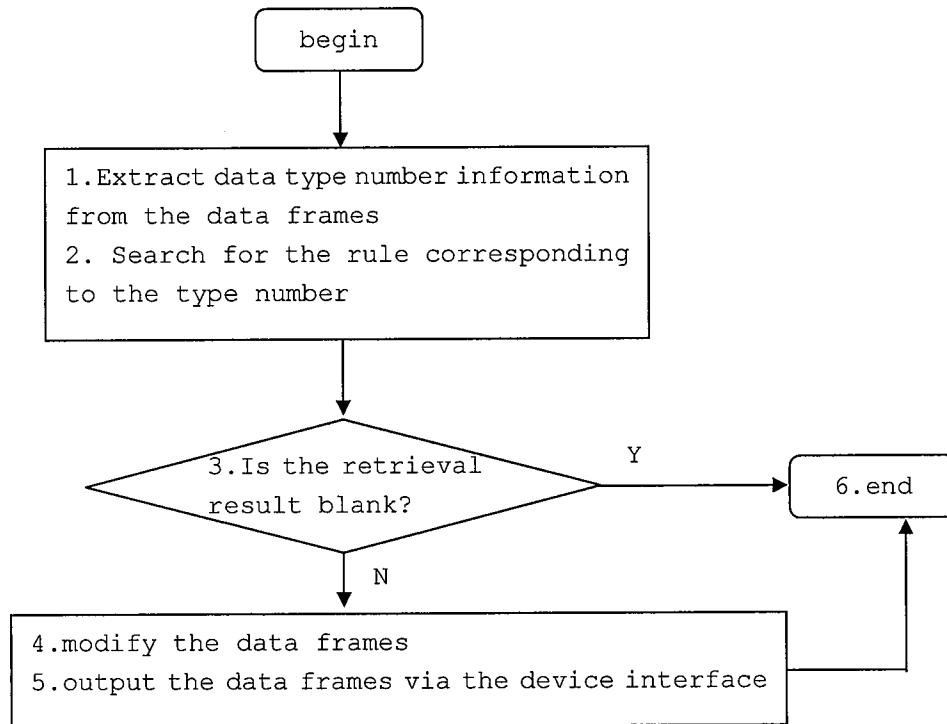 begin
1.Extract data type number information
from the data frames
2. Search for the rule corresponding
to the type number
3.Is the retrieval
result blank?
Y
6.end
N
4.modify the data frames
5.output the data frames via the device interface